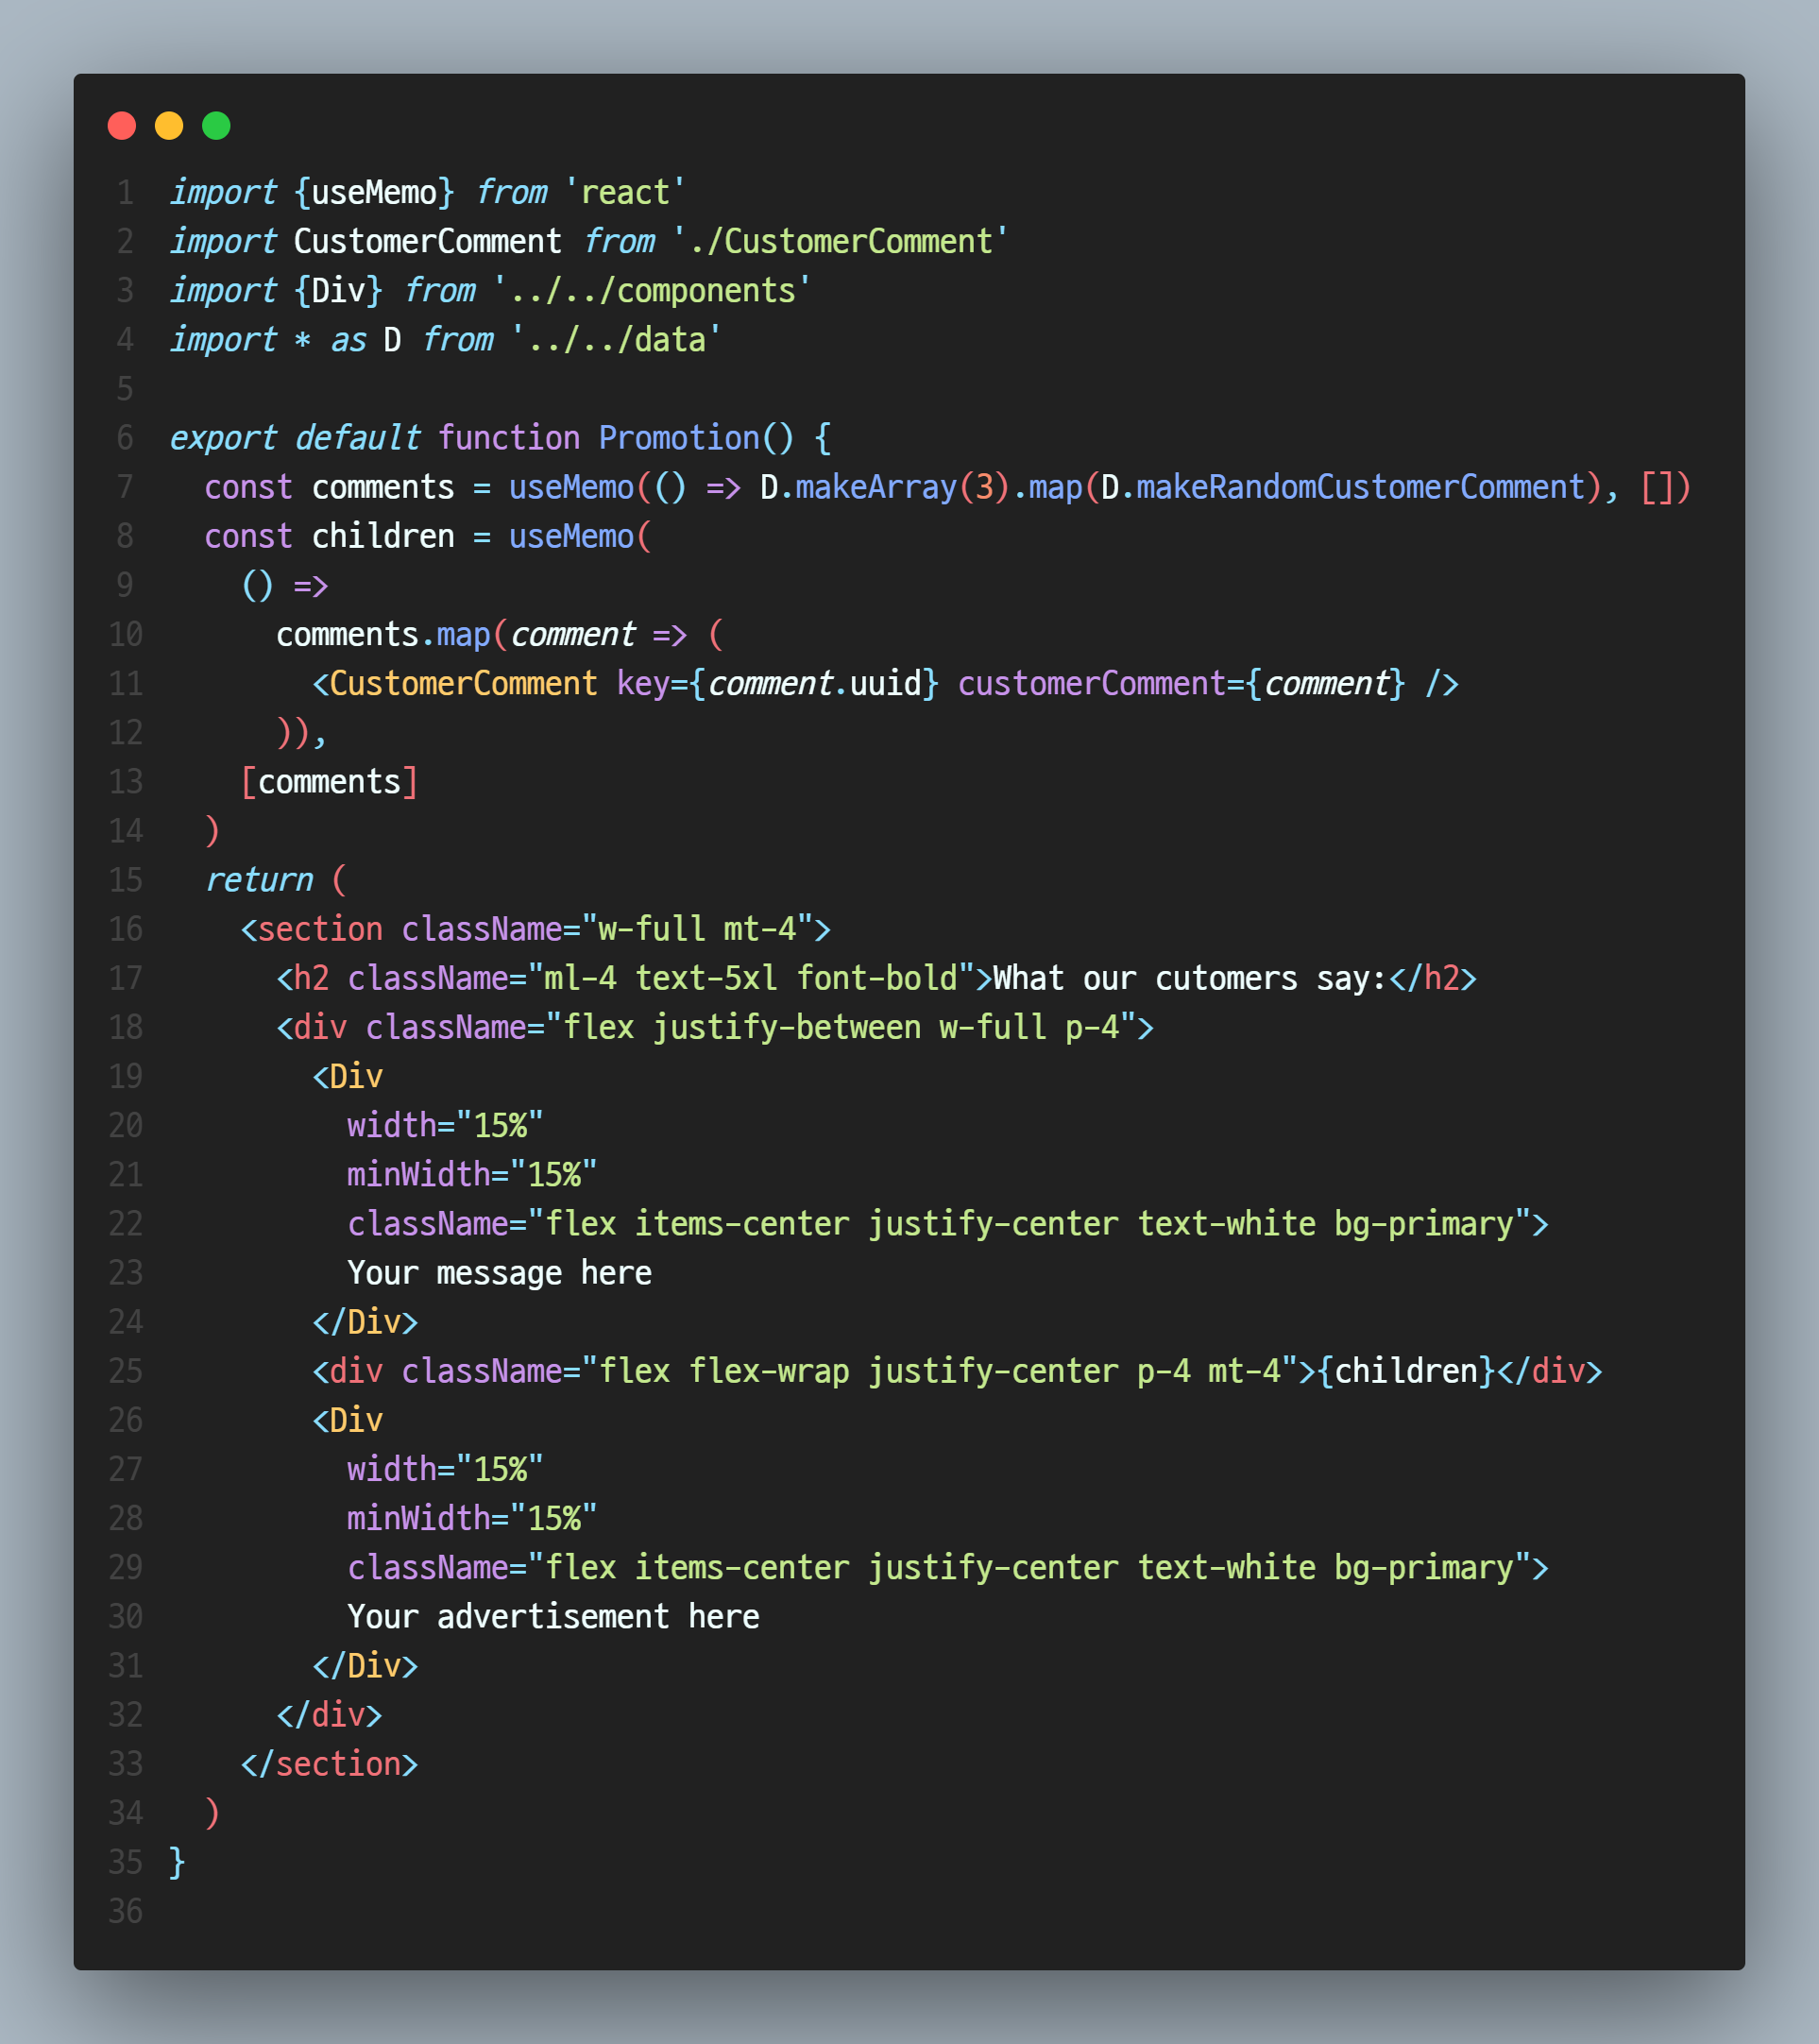 1 import {useMemo} from 'react'
2 import CustomerComment from './CustomerComment'
3 import {Div} from '../../components'
4 import * as D from '../../data'
5
6 export default function Promotion() {
7   const comments = useMemo(() => D.makeArray(3).map(D.makeRandomCustomerComment), [])
8   const children = useMemo(
9     () =>
10       comments.map(comment => (
11         <CustomerComment key={comment.uuid} customerComment={comment} />
12       )),
13     [comments]
14   )
15   return (
16     <section className="w-full mt-4">
17       <h2 className="ml-4 text-5xl font-bold">What our cutomers say:</h2>
18       <div className="flex justify-between w-full p-4">
19         <Div
20           width="15%"
21           minWidth="15%"
22           className="flex items-center justify-center text-white bg-primary">
23           Your message here
24         </Div>
25         <div className="flex flex-wrap justify-center p-4 mt-4">{children}</div>
26         <Div
27           width="15%"
28           minWidth="15%"
29           className="flex items-center justify-center text-white bg-primary">
30           Your advertisement here
31         </Div>
32       </div>
33     </section>
34   )
35 }
36